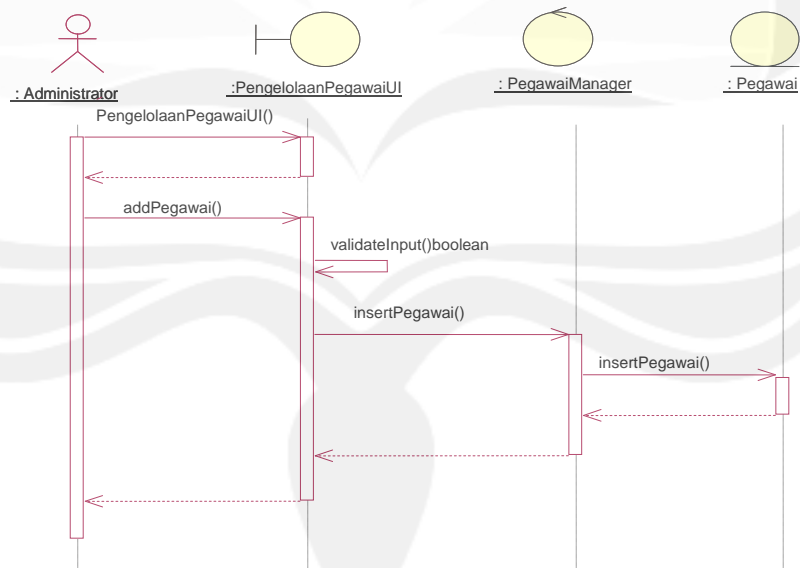 : Administrator
:PengelolaanPegawaiUI
: PegawaiManager
: Pegawai
PengelolaanPegawaiUI()
addPegawai()
validateInput()boolean
insertPegawai()
insertPegawai()